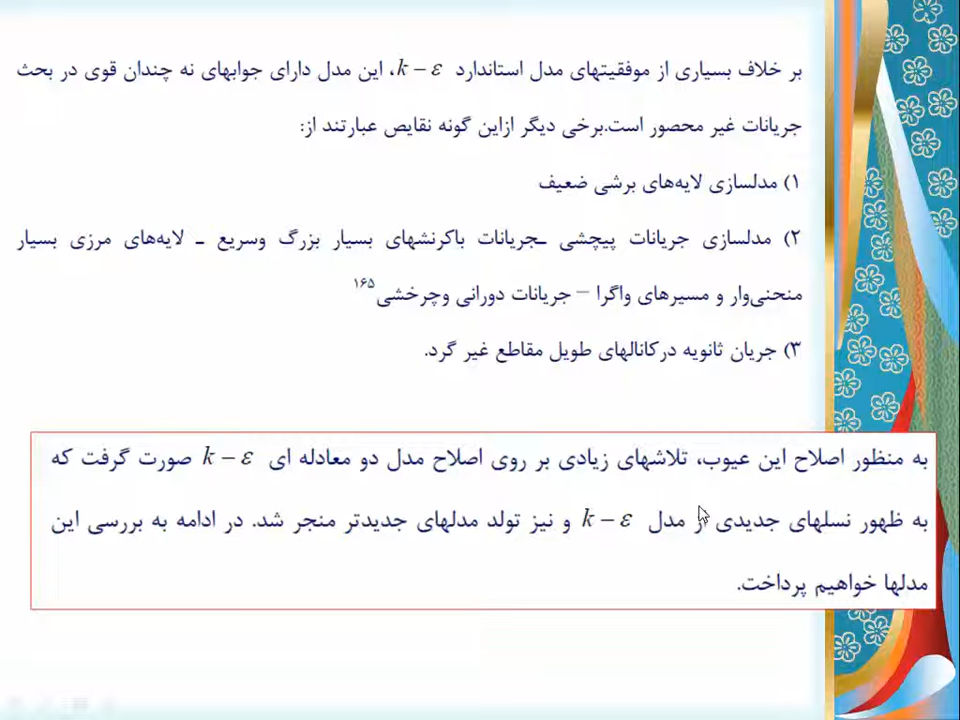 بر خلاف بسیاری از موفقیتهای مدل استاندارد k − ε، این مدل دارای جوابهای نه چندان قوی در بحث
جریانات غیر محصور است.برخی دیگر ازاین گونه نقایص عبارتند از:
۱) مدلسازی لایه‌های برشی ضعیف
۲) مدلسازی جریانات پیچشی ـجریانات باکرنشهای بسیار بزرگ وسریع ـ لایه‌های مرزی بسیار
منحنی‌وار و مسیرهای واگرا – جریانات دورانی وچرخشی۱۶۵
۳) جریان ثانویه درکانالهای طویل مقاطع غیر گرد.
به منظور اصلاح این عیوب، تلاشهای زیادی بر روی اصلاح مدل دو معادله ای k − ε صورت گرفت که
به ظهور نسلهای جدیدی از مدل k − ε و نیز تولد مدلهای جدیدتر منجر شد. در ادامه به بررسی این
مدلها خواهیم پرداخت.